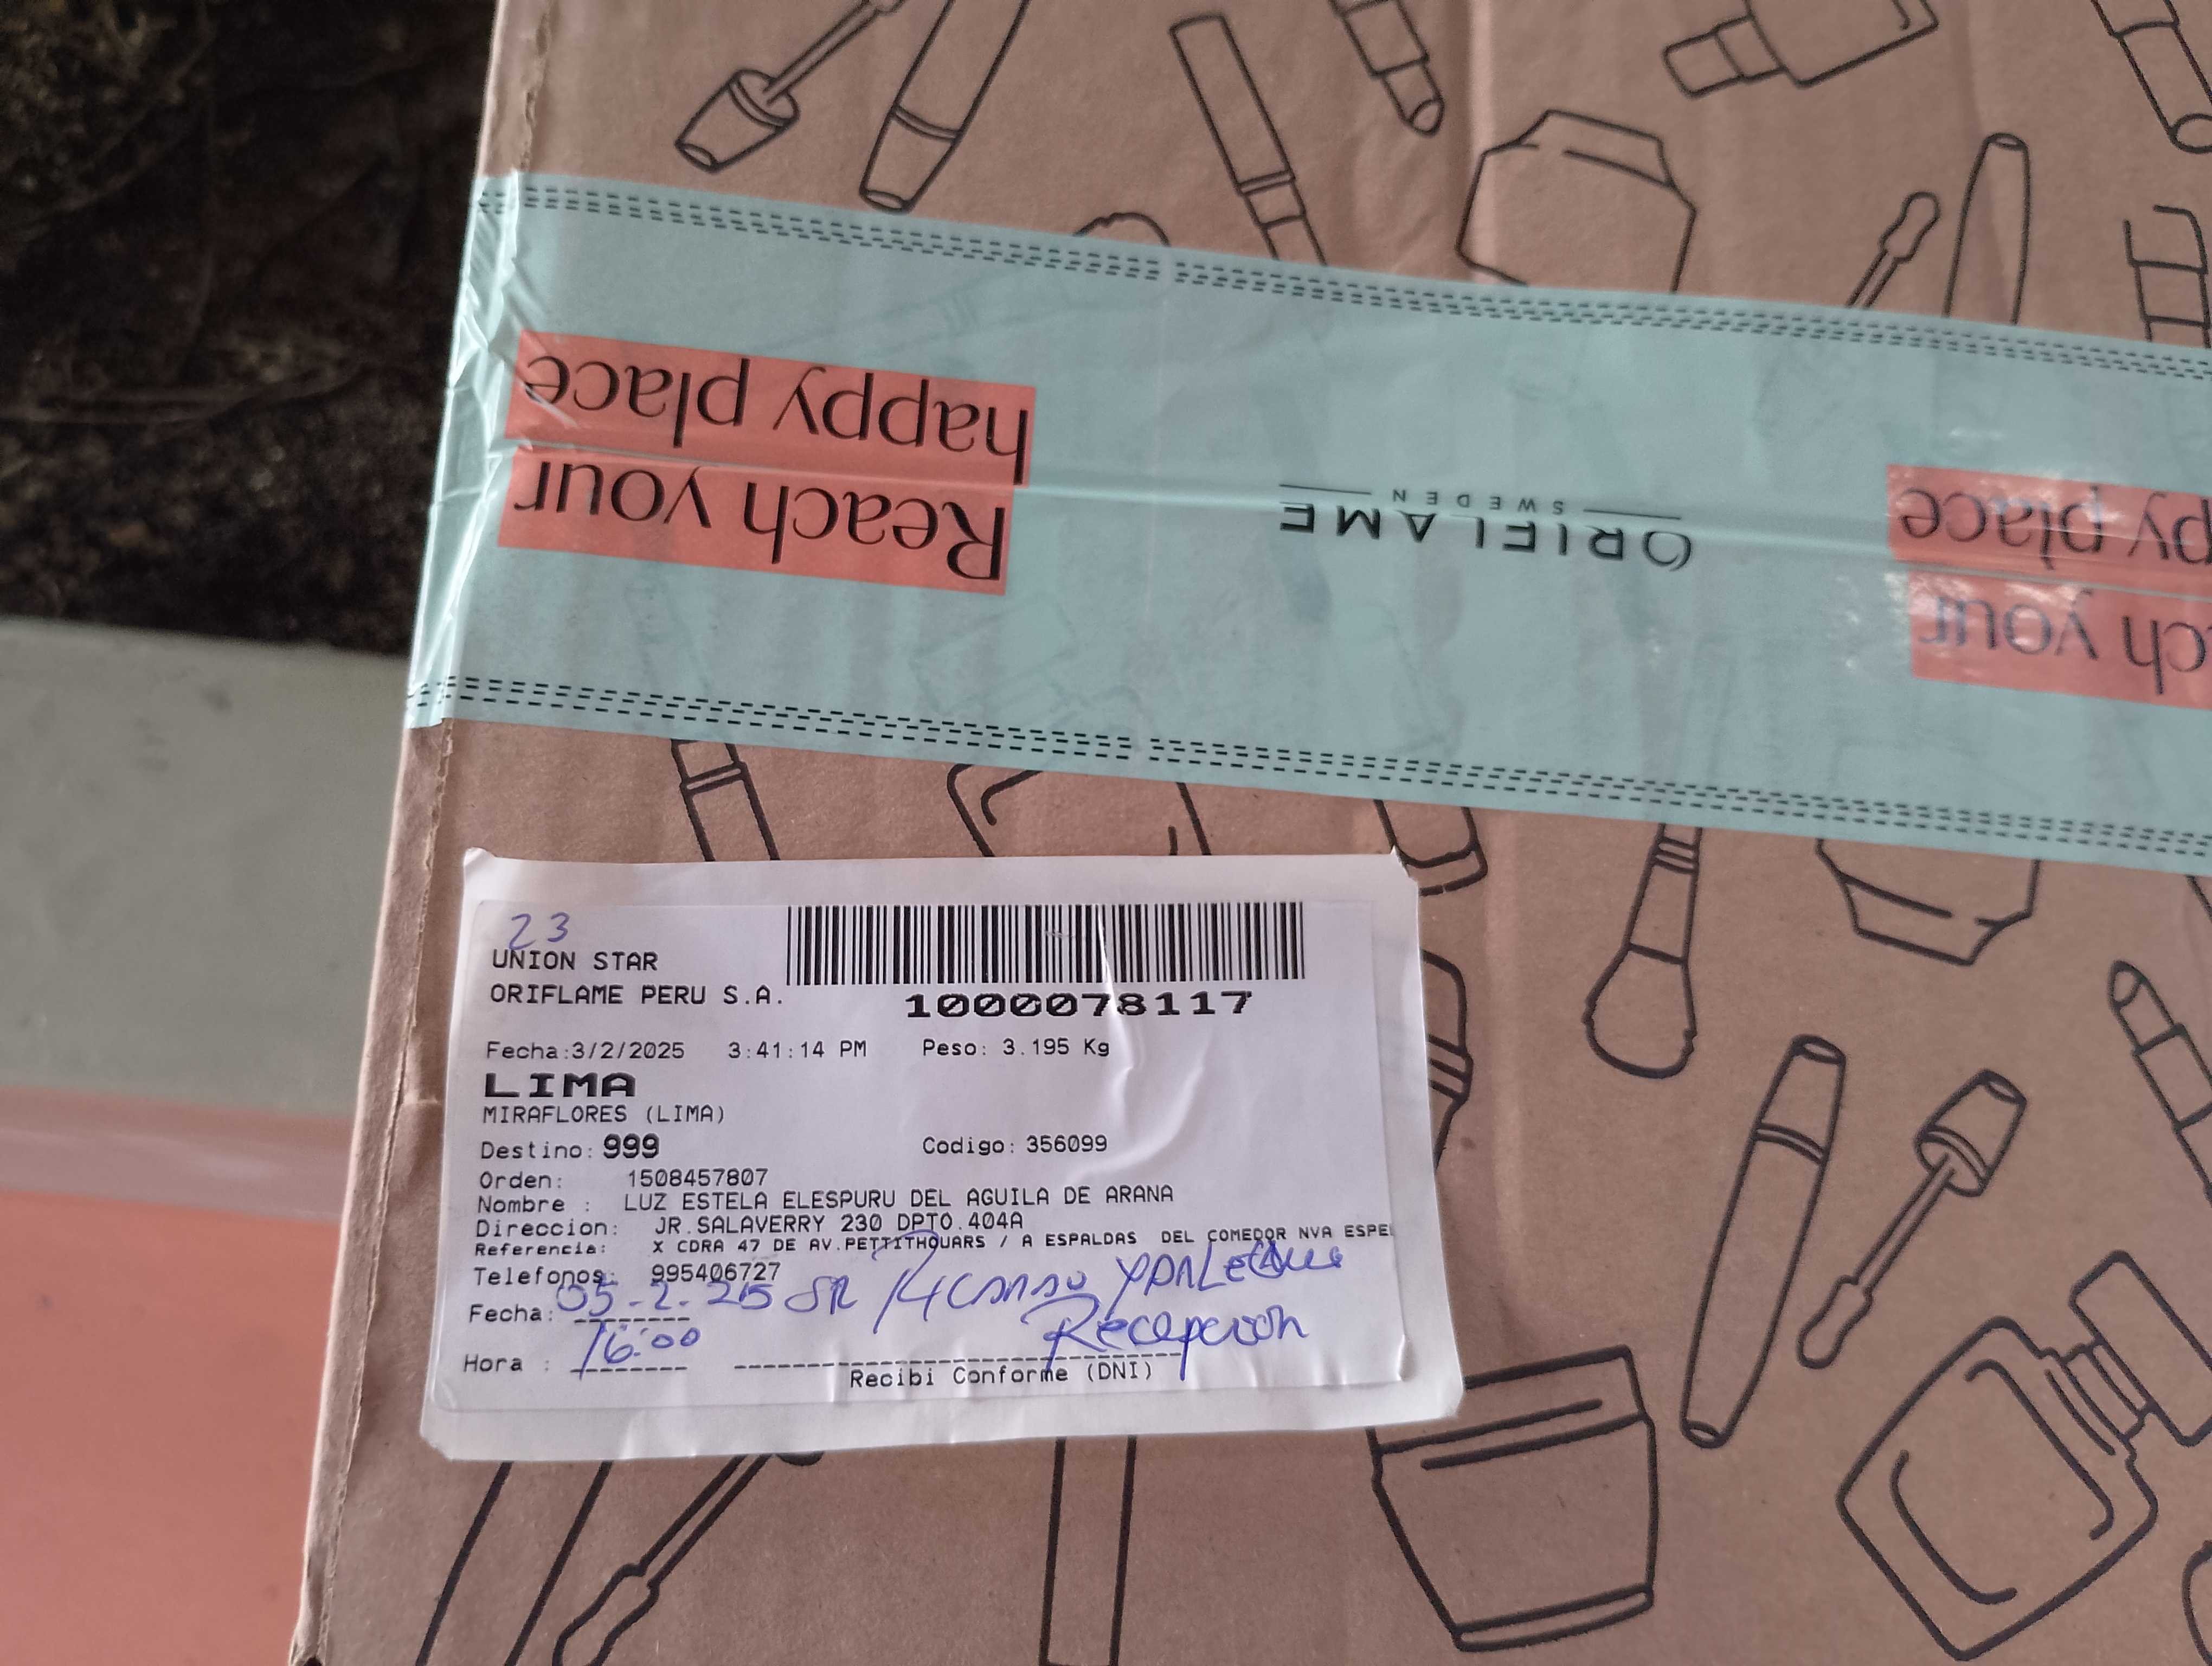 Reach your
happy place
ORIFLAME
SWEDEN
ch your
py place
23
UNION STAR
ORIFLAME PERU S.A.
1000078117
Fecha:3/2/2025 3:41:14 PM Peso: 3.195 Kg
LIMA
MIRAFLORES (LIMA)
Destino: 999 Codigo: 356099
Orden: 1508457807
Nombre : LUZ ESTELA ELESPURU DEL AGUILA DE ARANA
Direccion: JR.SALAVERRY 230 DPTO.404A
Referencia: X CDRA 47 DE AV.PETTITHOUARS / A ESPALDAS DEL COMEDOR NVA ESPE
Telefonos: 995406727
Fecha: 05-2-25 SR Ricardo
Recepcion
Hora : 16:00
Recibi Conforme (DNI)